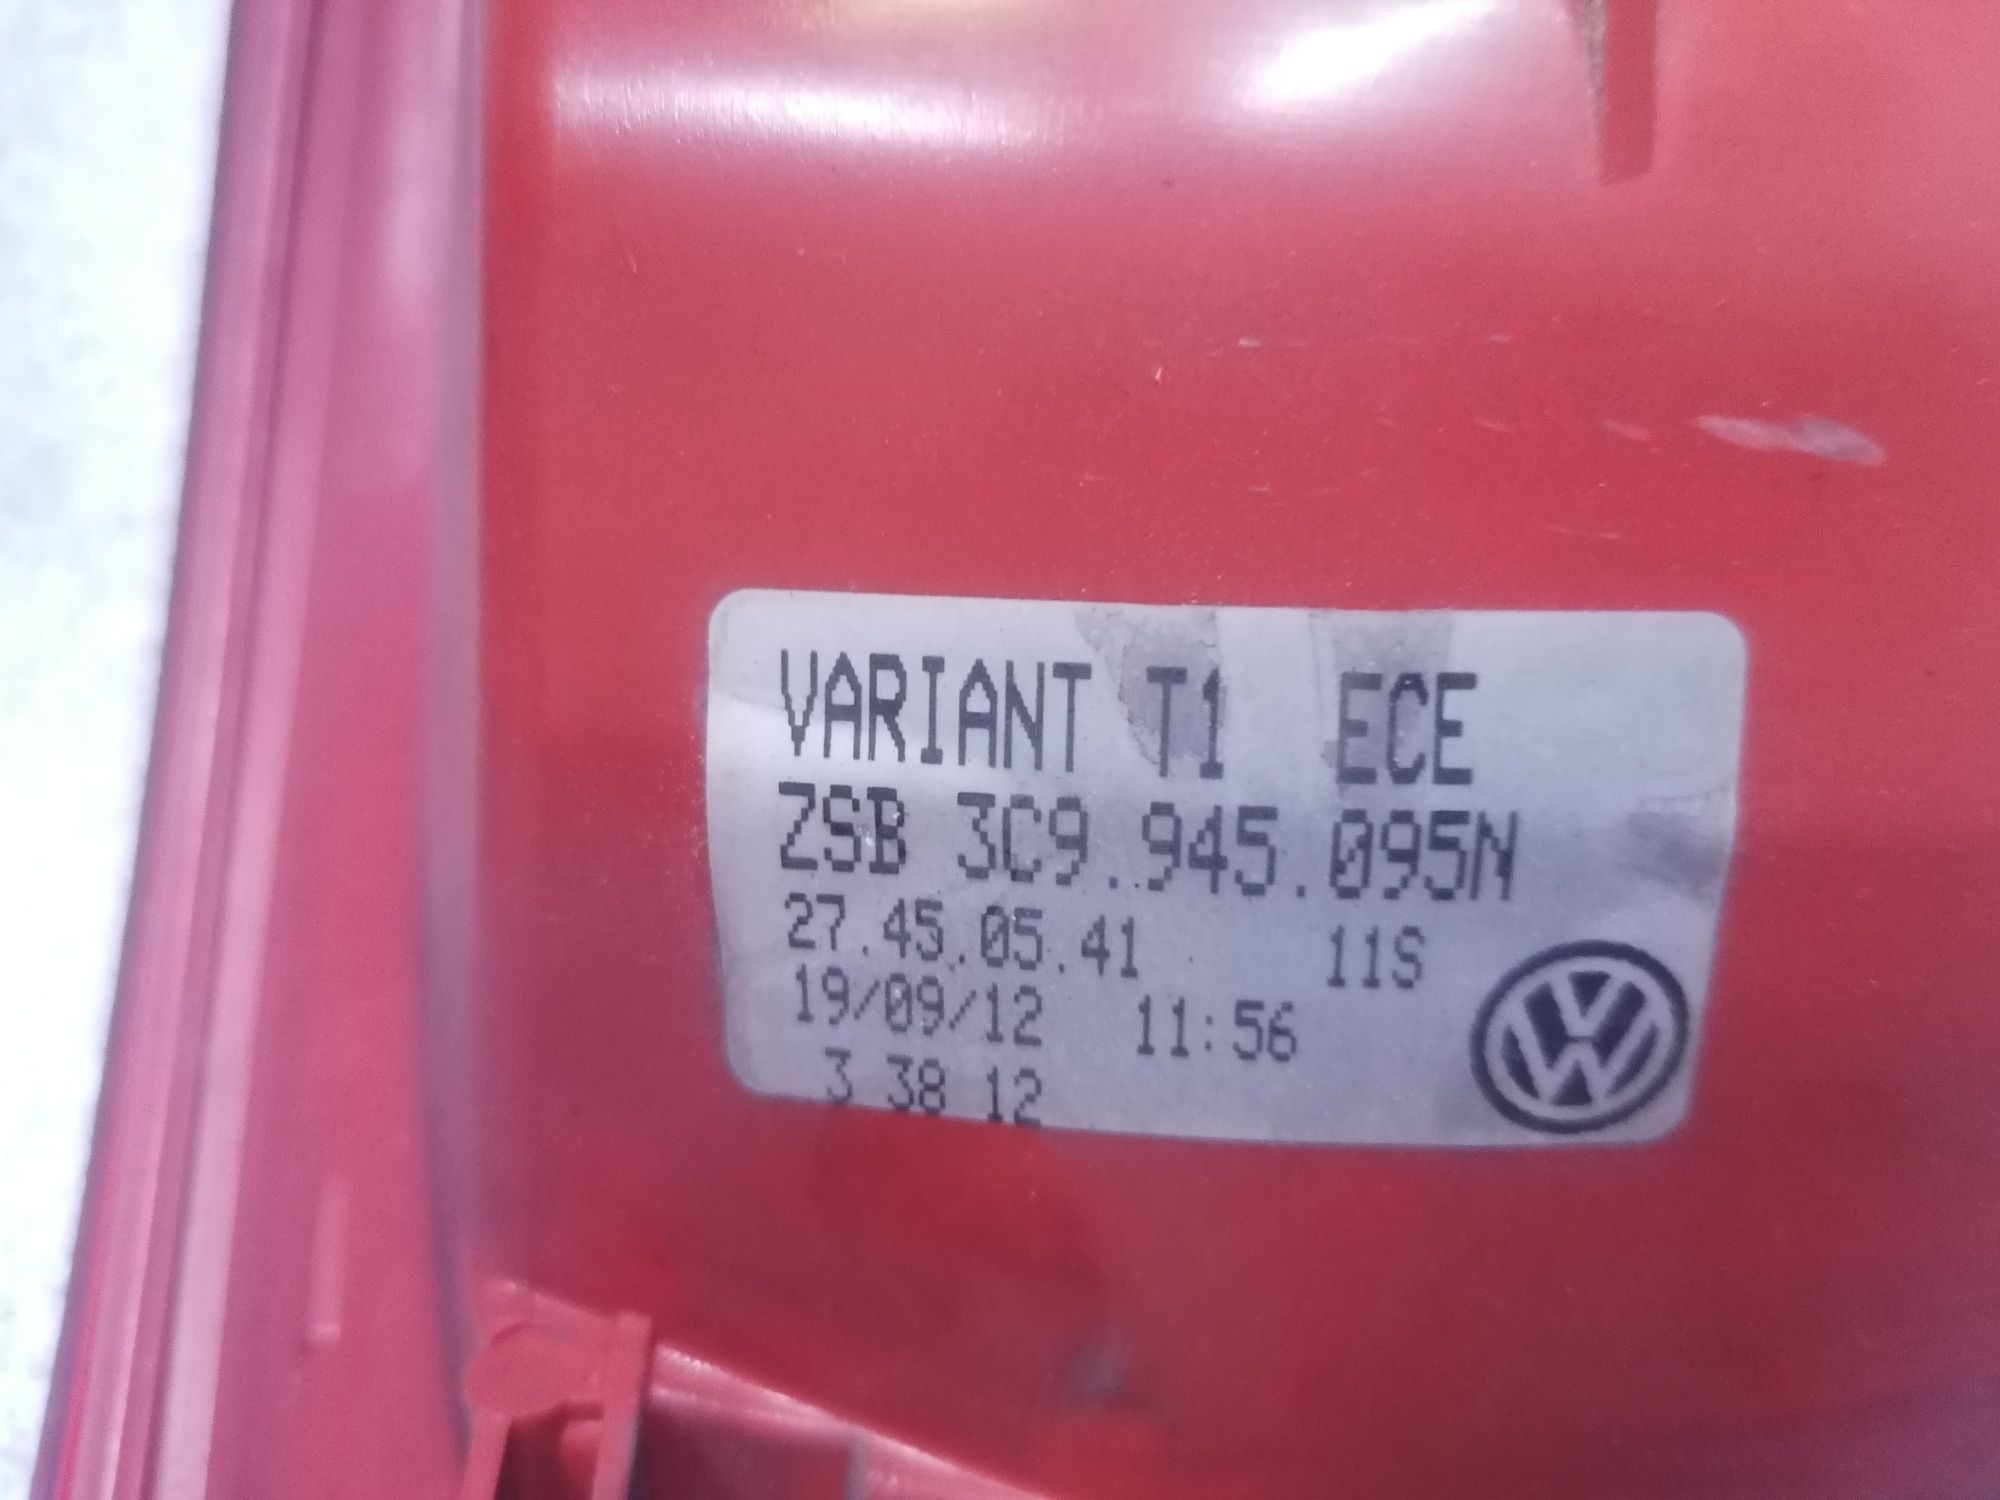 VARIANT T1 ECE
ZSB 3C9.945.095N
27.45.05.41 11S
19/09/12 11:56
3 38 12